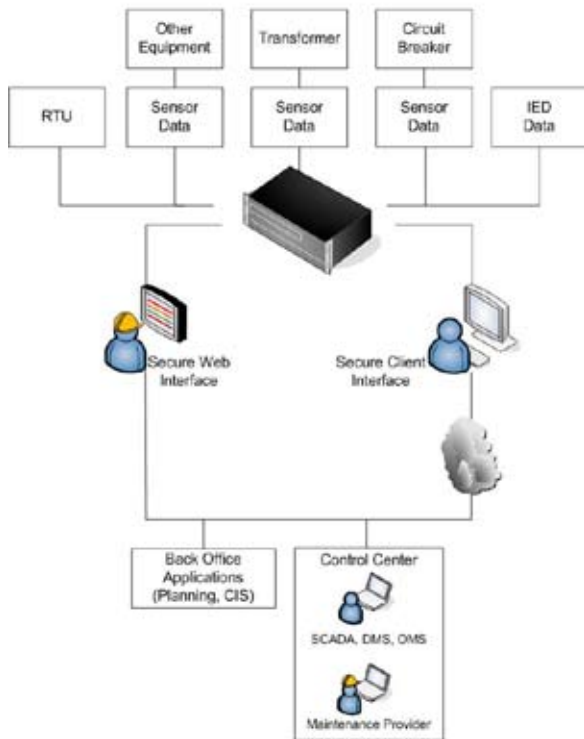 Other
Equipment
Transformer
Circuit
Breaker
RTU
Sensor
Data
Sensor
Data
Sensor
Data
IED
Data
Secure Web
Interface
Secure Client
Interface
Back Office
Applications
(Planning, CIS)
Control Center
SCADA, DMS, OMS
Maintenance Provider